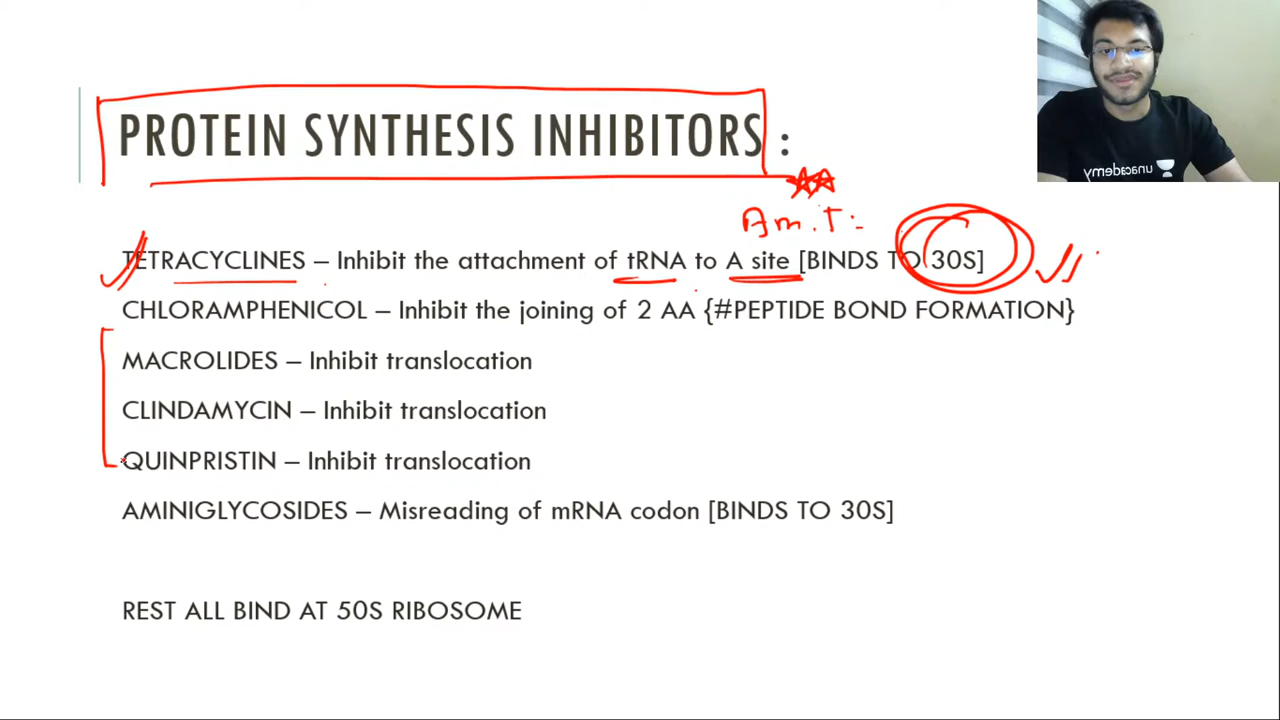 PROTEIN SYNTHESIS INHIBITORS :
Am.T:
TETRACYCLINES – Inhibit the attachment of tRNA to A site [BINDS TO 30S]
CHLORAMPHENICOL – Inhibit the joining of 2 AA {#PEPTIDE BOND FORMATION}
MACROLIDES – Inhibit translocation
CLINDAMYCIN – Inhibit translocation
QUINPRISTIN – Inhibit translocation
AMINIGLYCOSIDES – Misreading of mRNA codon [BINDS TO 30S]
REST ALL BIND AT 50S RIBOSOME
unacademy